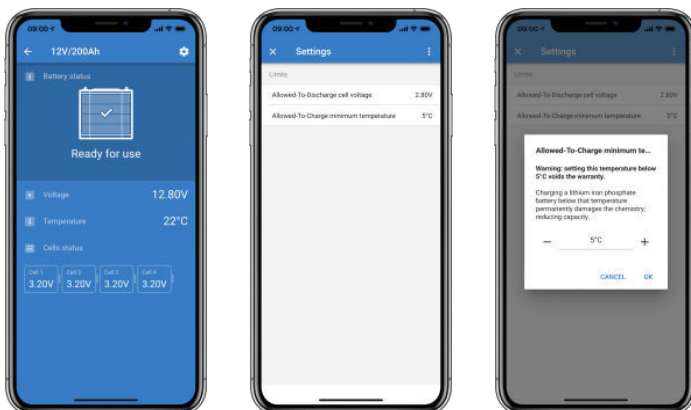 09:00
12V/200Ah
Battery status
Ready for use
Voltage 12.80V
Temperature 22°C
Cells status
Cell 1 Cell 2 Cell 3 Cell 4
3.20V 3.20V 3.20V 3.20V
09:00
Settings
Limits
Allowed-To-Discharge cell voltage 2.80V
Allowed-To-Charge minimum temperature 5°C
09:00
Settings
Limits
Allowed-To-Discharge cell voltage 2.80V
Allowed-To-Charge minimum temperature 5°C
Allowed-To-Charge minimum te...
Warning: setting this temperature below
5°C voids the warranty.
Charging a lithium iron phosphate
battery below that temperature
permanently damages the chemistry;
reducing capacity.
5°C
CANCEL OK